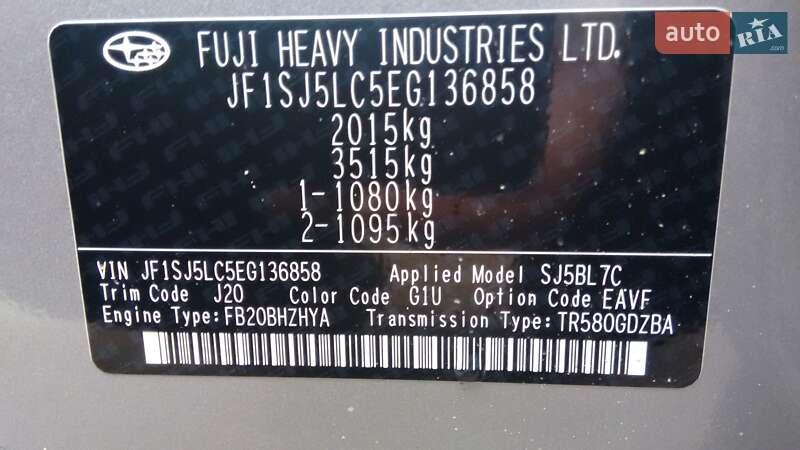 FUJI HEAVY INDUSTRIES LTD.
auto RIA.com
JF1SJ5LC5EG136858
2015kg
3515kg
1-1080kg
2-1095kg
VIN JF1SJ5LC5EG136858 Applied Model SJ5BL7C
Trim Code J20 Color Code G1U Option Code EAVF
Engine Type:FB20BHZHYA Transmission Type:TR580GDZBA